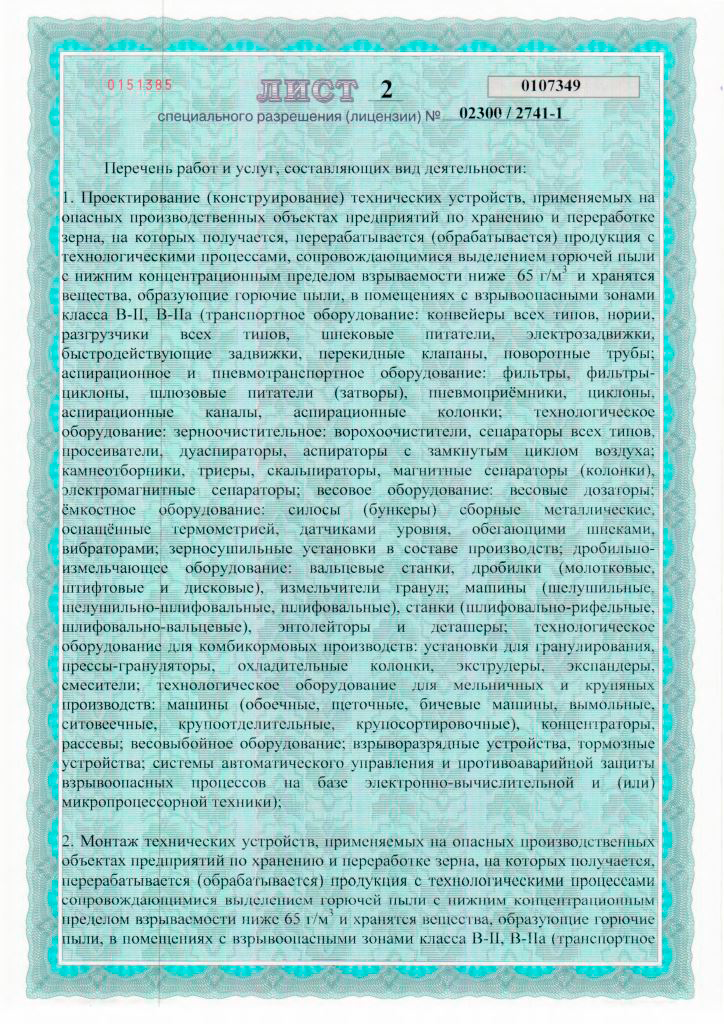 0151385
ЛИСТ 2
0107349
специального разрешения (лицензии) № 02300 / 2741-1
Перечень работ и услуг, составляющих вид деятельности:
1. Проектирование (конструирование) технических устройств, применяемых на
опасных производственных объектах предприятий по хранению и переработке
зерна, на которых получается, перерабатывается (обрабатывается) продукция с
технологическими процессами, сопровождающимися выделением горючей пыли
с нижним концентрационным пределом взрываемости ниже 65 г/м³ и хранятся
вещества, образующие горючие пыли, в помещениях с взрывоопасными зонами
класса В-II, В-IIа (транспортное оборудование: конвейеры всех типов, нории,
разгрузчики всех типов, шнековые питатели, электрозадвижки,
быстродействующие задвижки, перекидные клапаны, поворотные трубы;
аспирационное и пневмотранспортное оборудование: фильтры, фильтры-
циклоны, шлюзовые питатели (затворы), пневмоприёмники, циклоны,
аспирационные каналы, аспирационные колонки; технологическое
оборудование: зерноочистительное: ворохоочистители, сепараторы всех типов,
просеиватели, дуаспираторы, аспираторы с замкнутым циклом воздуха;
камнеотборники, триеры, скальпираторы, магнитные сепараторы (колонки),
электромагнитные сепараторы; весовое оборудование: весовые дозаторы;
ёмкостное оборудование: силосы (бункеры) сборные металлические,
оснащённые термометрией, датчиками уровня, обегающими шнеками,
вибраторами; зерносушильные установки в составе производств; дробильно-
измельчающее оборудование: вальцевые станки, дробилки (молотковые,
штифтовые и дисковые), измельчители гранул; машины (шелушильные,
шелушильно-шлифовальные, шлифовальные), станки (шлифовально-рифельные,
шлифовально-вальцевые), энтолейторы и деташеры; технологическое
оборудование для комбикормовых производств: установки для гранулирования,
прессы-грануляторы, охладительные колонки, экструдеры, экспандеры,
смесители; технологическое оборудование для мельничных и крупяных
производств: машины (обоечные, щеточные, бичевые машины, вымольные,
ситовеечные, крупоотделительные, крупосортировочные), концентраторы,
рассевы; весовыбойное оборудование; взрыворазрядные устройства, тормозные
устройства; системы автоматического управления и противоаварийной защиты
взрывоопасных процессов на базе электронно-вычислительной и (или)
микропроцессорной техники);
2. Монтаж технических устройств, применяемых на опасных производственных
объектах предприятий по хранению и переработке зерна, на которых получается,
перерабатывается (обрабатывается) продукция с технологическими процессами
сопровождающимися выделением горючей пыли с нижним концентрационным
пределом взрываемости ниже 65 г/м³ и хранятся вещества, образующие горючие
пыли, в помещениях с взрывоопасными зонами класса В-II, В-IIа (транспортное